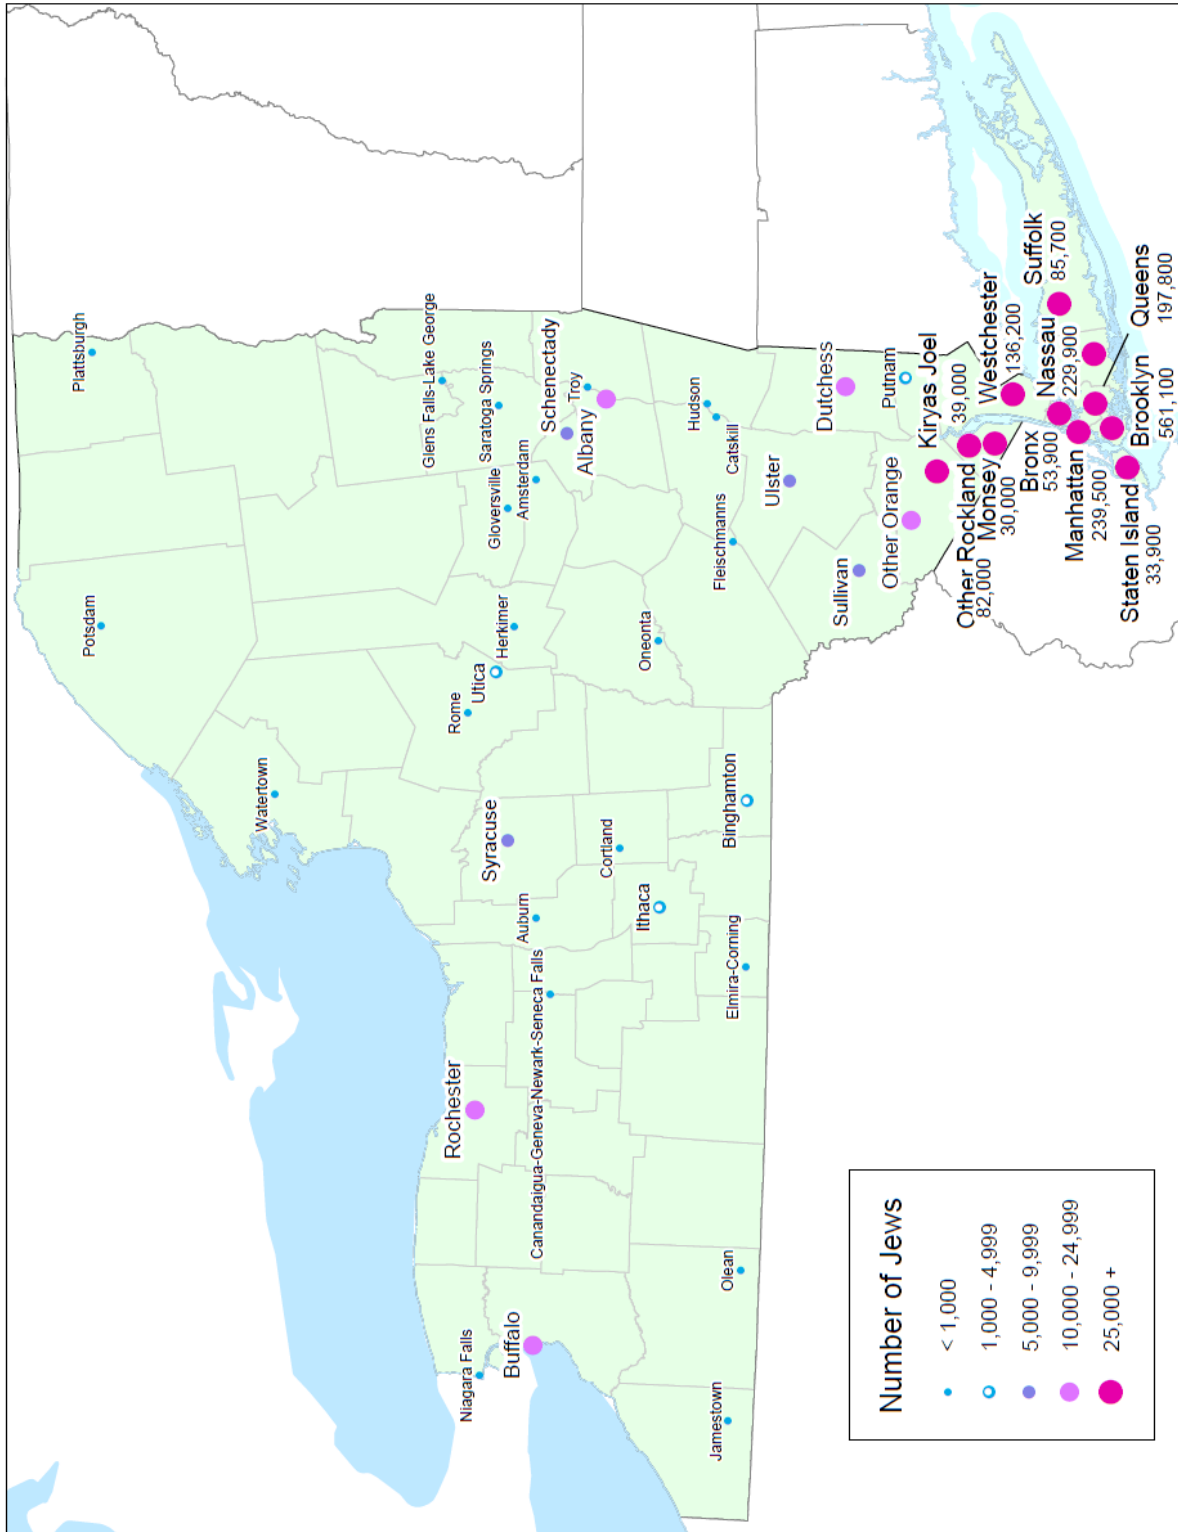 Plattsburgh
Potsdam
Watertown
Glens Falls-Lake George
Saratoga Springs
Gloversville
Amsterdam
Schenectady
Troy
Albany
Rome
Utica
Herkimer
Syracuse
Auburn
Cortland
Ithaca
Oneonta
Binghamton
Elmira-Corning
Canandaigua-Geneva-Newark-Seneca Falls
Rochester
Niagara Falls
Buffalo
Olean
Jamestown
Hudson
Catskill
Fleischmanns
Ulster
Dutchess
Putnam
Sullivan
Other Orange
Kiryas Joel
39,000
Other Rockland
82,000
Monsey
30,000
Westchester
136,200
Bronx
53,900
Manhattan
239,500
Staten Island
33,900
Nassau
229,900
Suffolk
85,700
Brooklyn
561,100
Queens
197,800
Number of Jews
< 1,000
1,000 - 4,999
5,000 - 9,999
10,000 - 24,999
25,000 +